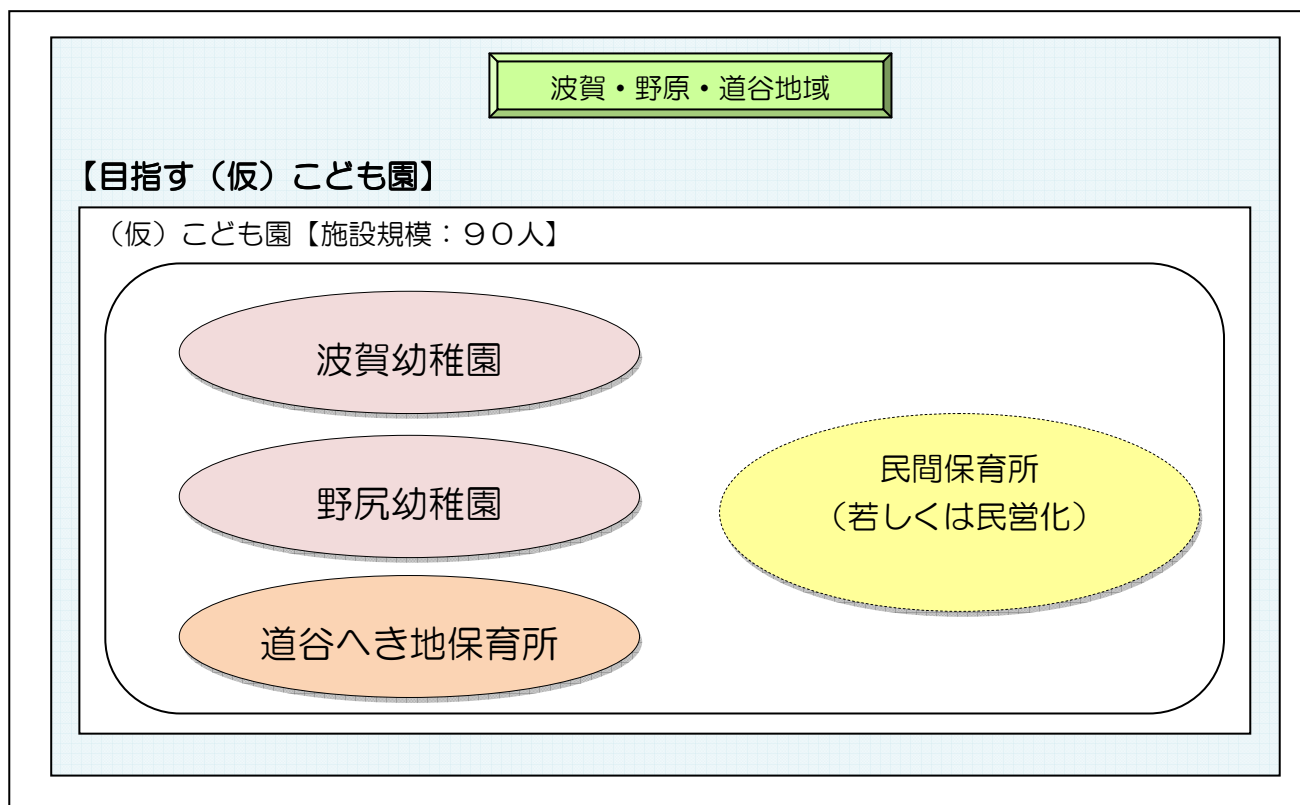 波賀・野原・道谷地域
【目指す（仮）こども園】
（仮）こども園【施設規模：９０人】
波賀幼稚園
野尻幼稚園
道谷へき地保育所
民間保育所
（若しくは民営化）